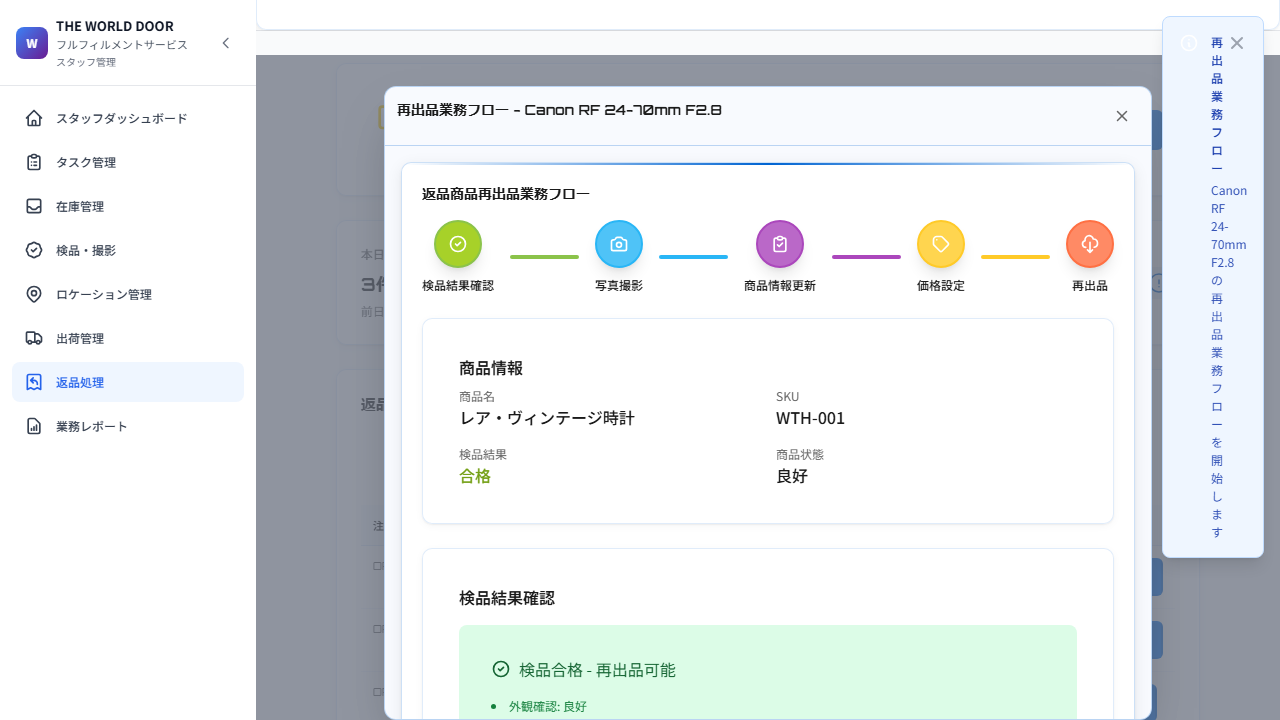 THE WORLD DOOR
フルフィルメントサービス
スタッフ管理
W
スタッフダッシュボード
タスク管理
在庫管理
検品・撮影
ロケーション管理
出荷管理
返品処理
業務レポート
本日
3件
前日
返品
注
再出品業務フロー - Canon RF 24-70mm F2.8
返品商品再出品業務フロー
検品結果確認
写真撮影
商品情報更新
価格設定
再出品
商品情報
商品名
レア・ヴィンテージ時計
SKU
WTH-001
検品結果
合格
商品状態
良好
検品結果確認
検品合格 - 再出品可能
外観確認: 良好
再
出
品
業
務
フ
ロ
ー
Canon
RF
24-
70mm
F2.8
の
再
出
品
業
務
フ
ロ
ー
を
開
始
し
ま
す